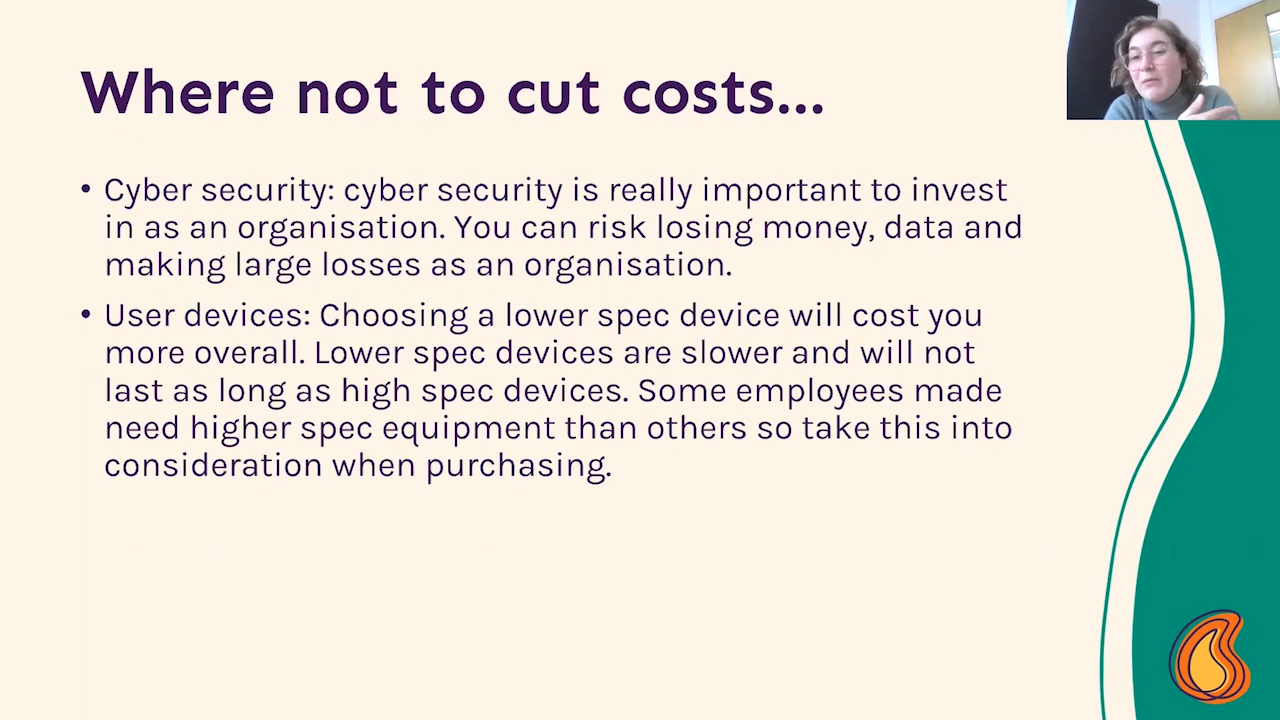 Where not to cut costs...
• Cyber security: cyber security is really important to invest
in as an organisation. You can risk losing money, data and
making large losses as an organisation.
• User devices: Choosing a lower spec device will cost you
more overall. Lower spec devices are slower and will not
last as long as high spec devices. Some employees made
need higher spec equipment than others so take this into
consideration when purchasing.